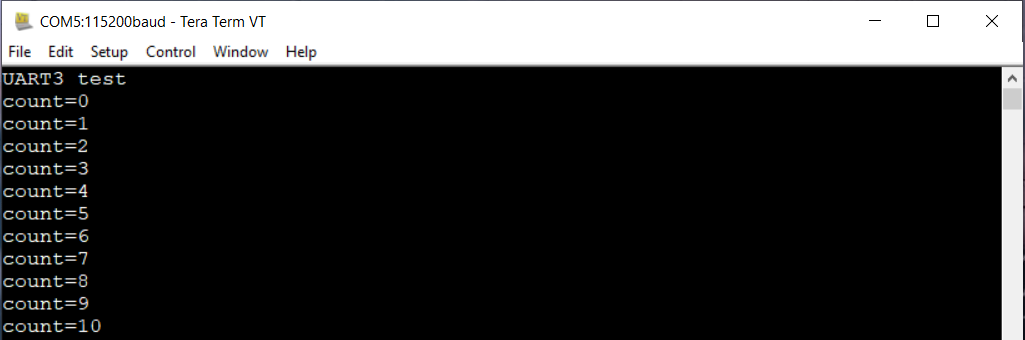 COM5:115200baud - Tera Term VT
File Edit Setup Control Window Help
UART3 test
count=0
count=1
count=2
count=3
count=4
count=5
count=6
count=7
count=8
count=9
count=10